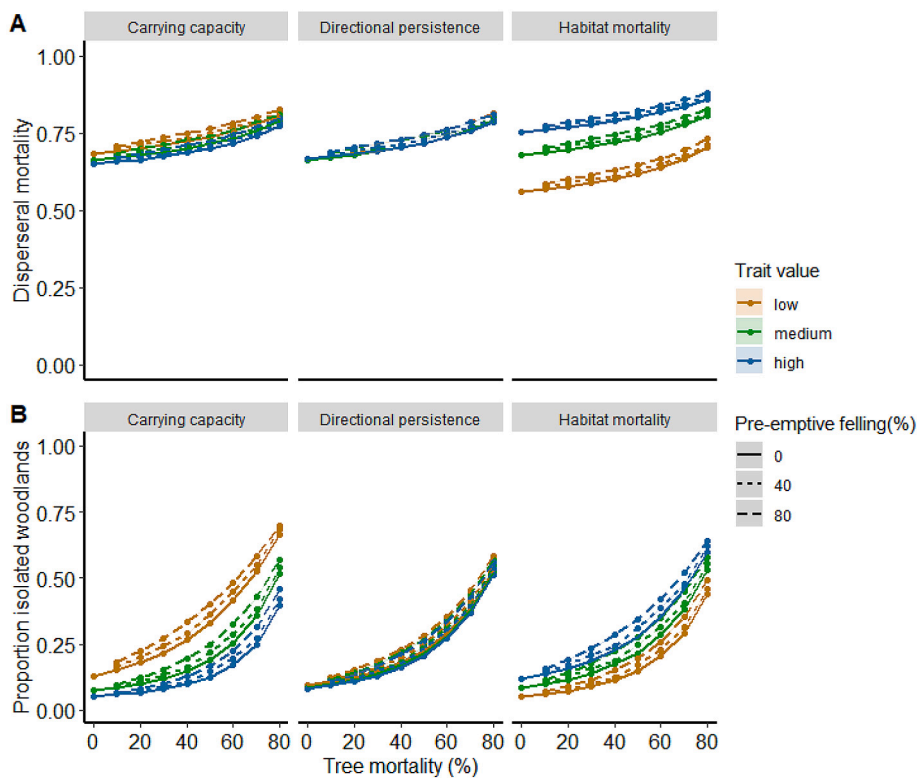 A
Carrying capacity
Directional persistence
Habitat mortality
Disperseral mortality
1.00
0.75
0.50
0.25
0.00
Trait value
low
medium
high
B
Carrying capacity
Directional persistence
Habitat mortality
Pre-emptive felling(%)
0
40
80
Proportion isolated woodlands
1.00
0.75
0.50
0.25
0.00
0 20 40 60 80
0 20 40 60 80
0 20 40 60 80
Tree mortality (%)